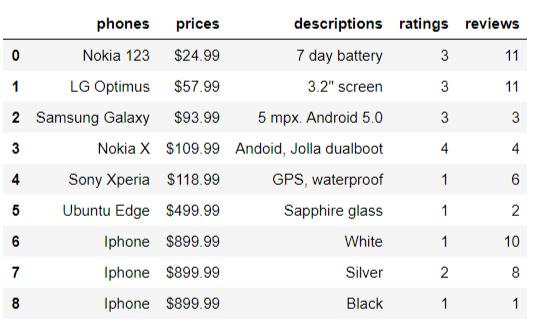 phones prices descriptions ratings reviews
0 Nokia 123 $24.99 7 day battery 3 11
1 LG Optimus $57.99 3.2" screen 3 11
2 Samsung Galaxy $93.99 5 mpx. Android 5.0 3 3
3 Nokia X $109.99 Andoid, Jolla dualboot 4 4
4 Sony Xperia $118.99 GPS, waterproof 1 6
5 Ubuntu Edge $499.99 Sapphire glass 1 2
6 Iphone $899.99 White 1 10
7 Iphone $899.99 Silver 2 8
8 Iphone $899.99 Black 1 1